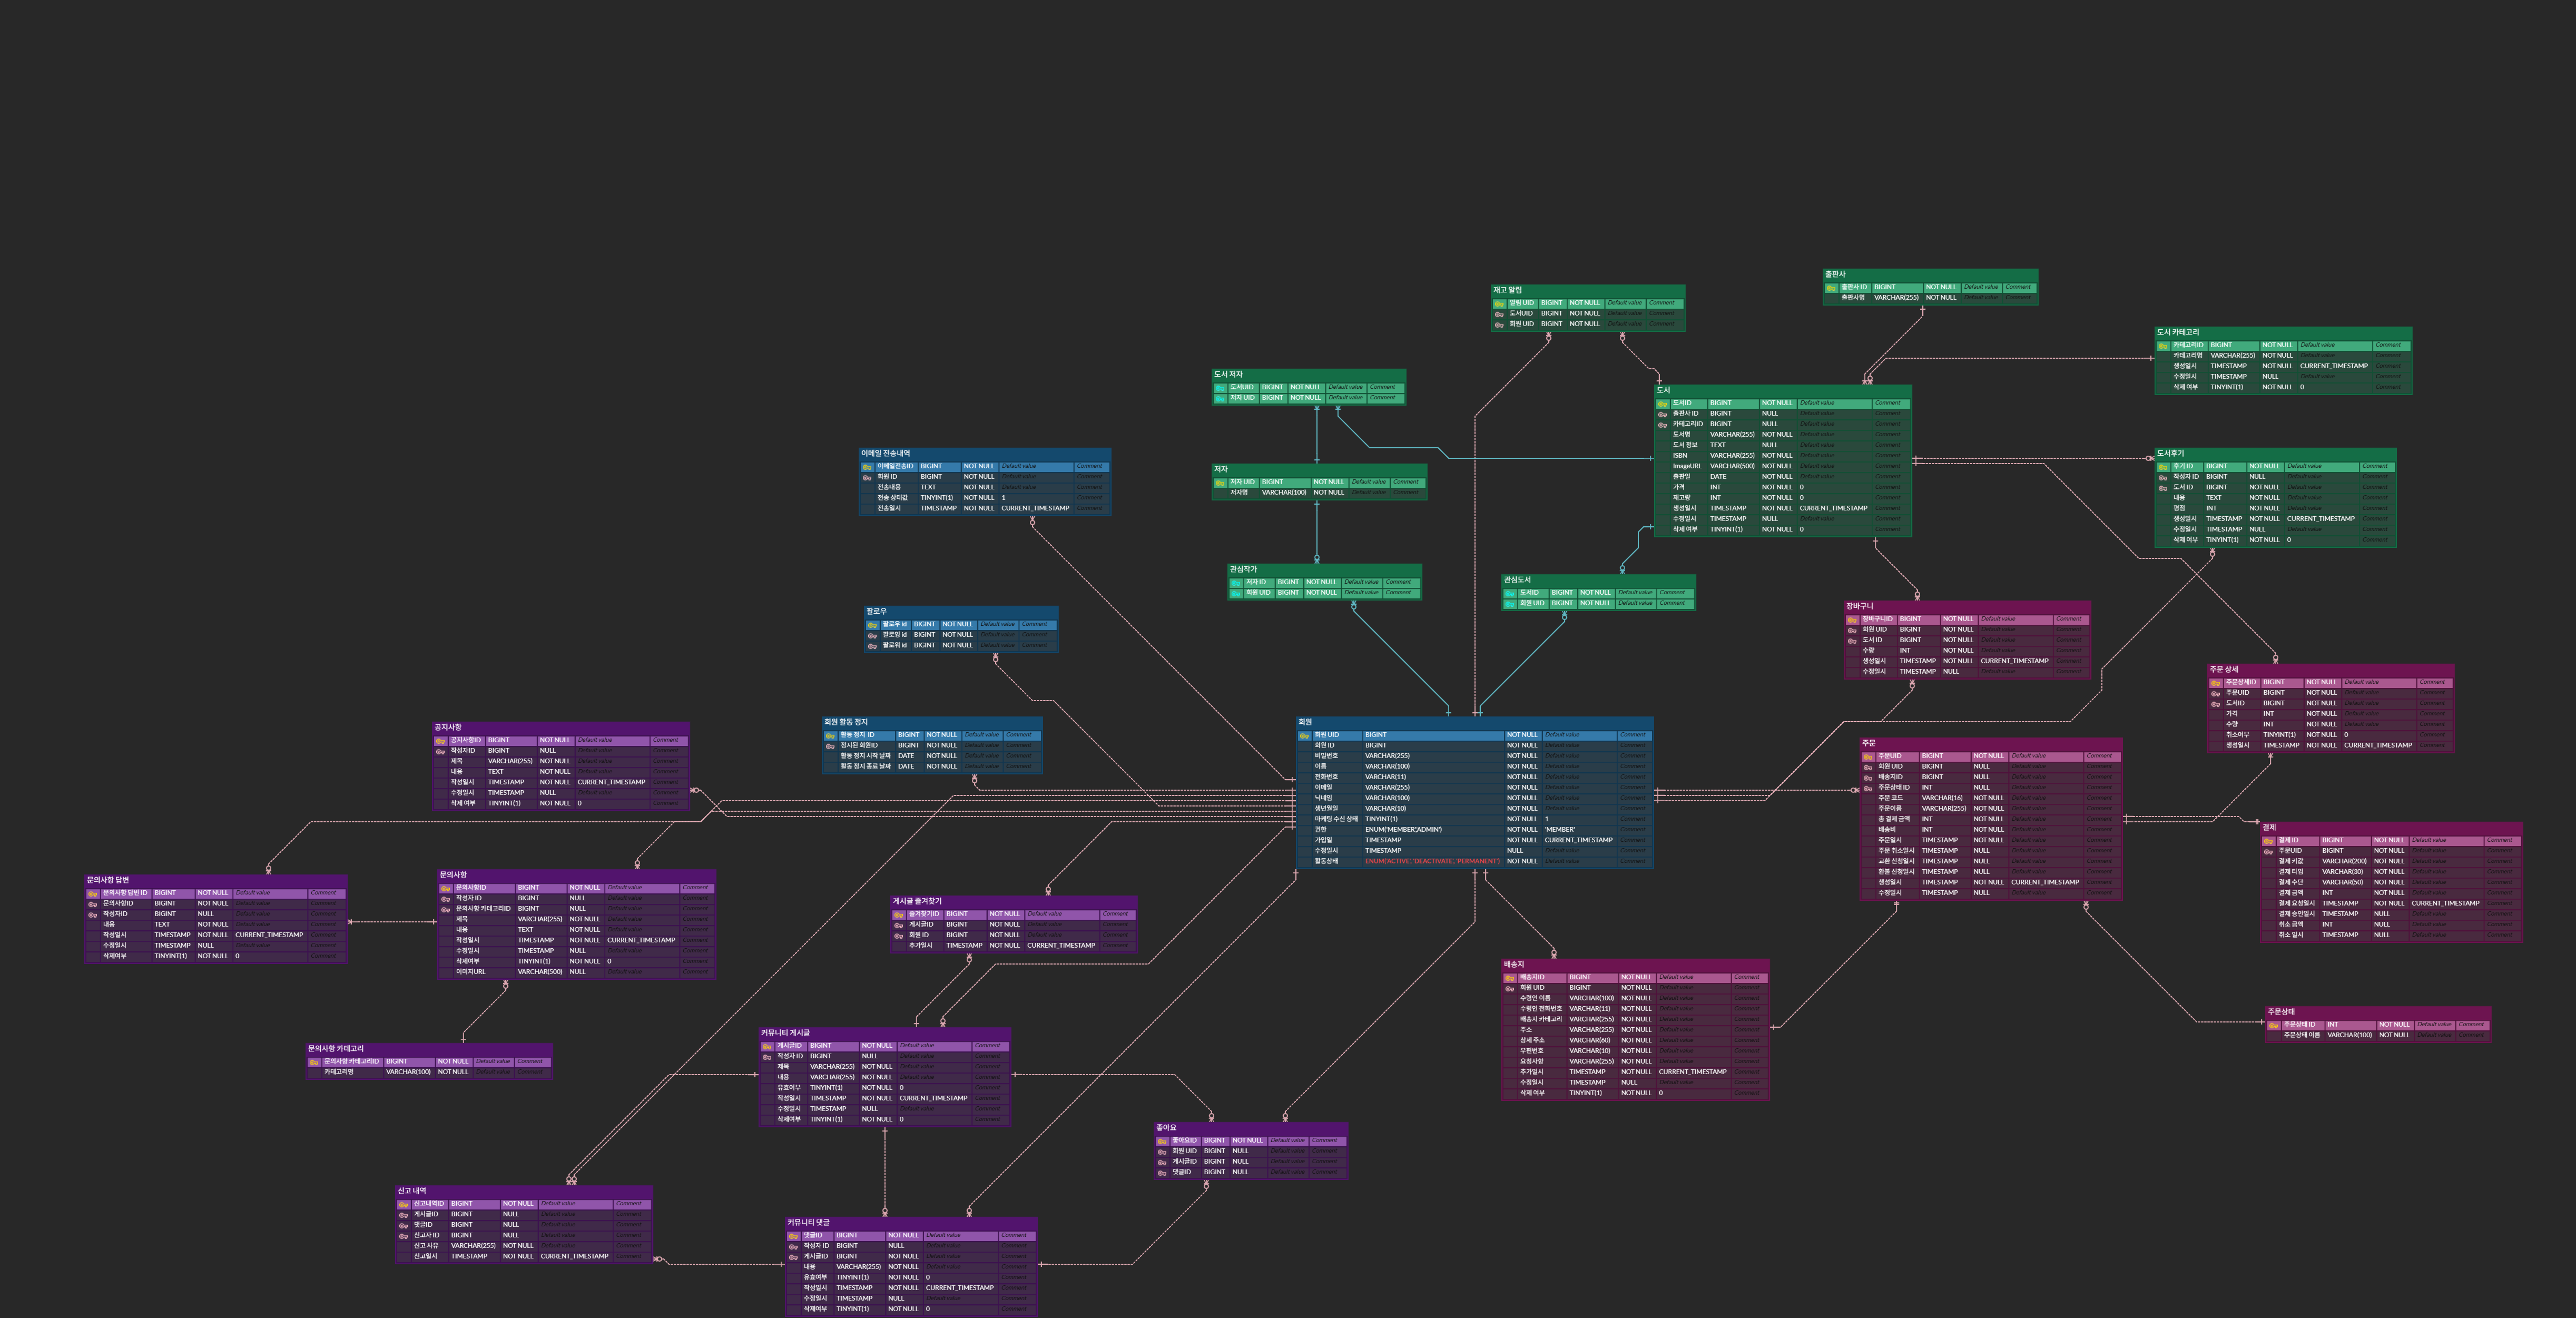 재고 알림
알림 UID BIGINT NOT NULL Default value Comment
도서UID BIGINT NOT NULL Default value Comment
회원 UID BIGINT NOT NULL Default value Comment
출판사
출판사 ID BIGINT NOT NULL Default value Comment
출판사명 VARCHAR(255) NOT NULL Default value Comment
도서 카테고리
카테고리ID BIGINT NOT NULL Default value Comment
카테고리명 VARCHAR(255) NOT NULL Default value Comment
생성일시 TIMESTAMP NOT NULL CURRENT_TIMESTAMP Comment
수정일시 TIMESTAMP NULL Default value Comment
삭제 여부 TINYINT(1) NOT NULL 0 Comment
도서 저자
도서UID BIGINT NOT NULL Default value Comment
저자 UID BIGINT NOT NULL Default value Comment
도서
도서ID BIGINT NOT NULL Default value Comment
출판사 ID BIGINT NULL Default value Comment
카테고리ID BIGINT NULL Default value Comment
도서명 VARCHAR(255) NOT NULL Default value Comment
도서 정보 TEXT NULL Default value Comment
ISBN VARCHAR(255) NOT NULL Default value Comment
ImageURL VARCHAR(500) NOT NULL Default value Comment
출판일 DATE NOT NULL Default value Comment
가격 INT NOT NULL 0 Comment
재고량 INT NOT NULL 0 Comment
생성일시 TIMESTAMP NOT NULL CURRENT_TIMESTAMP Comment
수정일시 TIMESTAMP NULL Default value Comment
삭제 여부 TINYINT(1) NOT NULL 0 Comment
이메일 전송내역
이메일전송ID BIGINT NOT NULL Default value Comment
회원 ID BIGINT NOT NULL Default value Comment
전송내용 TEXT NOT NULL Default value Comment
전송 상태값 TINYINT(1) NOT NULL 1 Comment
전송일시 TIMESTAMP NOT NULL CURRENT_TIMESTAMP Comment
저자
저자 UID BIGINT NOT NULL Default value Comment
저자명 VARCHAR(100) NOT NULL Default value Comment
도서후기
후기 ID BIGINT NOT NULL Default value Comment
작성자 ID BIGINT NULL Default value Comment
도서 ID BIGINT NOT NULL Default value Comment
내용 TEXT NOT NULL Default value Comment
평점 INT NOT NULL Default value Comment
생성일시 TIMESTAMP NOT NULL CURRENT_TIMESTAMP Comment
수정일시 TIMESTAMP NULL Default value Comment
삭제 여부 TINYINT(1) NOT NULL 0 Comment
관심작가
저자 ID BIGINT NOT NULL Default value Comment
회원 UID BIGINT NOT NULL Default value Comment
관심도서
도서ID BIGINT NOT NULL Default value Comment
회원 UID BIGINT NOT NULL Default value Comment
팔로우
팔로우 id BIGINT NOT NULL Default value Comment
팔로잉 id BIGINT NOT NULL Default value Comment
팔로워 id BIGINT NOT NULL Default value Comment
장바구니
장바구니ID BIGINT NOT NULL Default value Comment
회원 UID BIGINT NOT NULL Default value Comment
도서 ID BIGINT NOT NULL Default value Comment
수량 INT NOT NULL Default value Comment
생성일시 TIMESTAMP NOT NULL CURRENT_TIMESTAMP Comment
수정일시 TIMESTAMP NULL Default value Comment
주문 상세
주문상세ID BIGINT NOT NULL Default value Comment
주문UID BIGINT NOT NULL Default value Comment
도서ID BIGINT NOT NULL Default value Comment
가격 INT NOT NULL Default value Comment
수량 INT NOT NULL Default value Comment
취소여부 TINYINT(1) NOT NULL 0 Comment
생성일시 TIMESTAMP NOT NULL CURRENT_TIMESTAMP Comment
공지사항
공지사항ID BIGINT NOT NULL Default value Comment
작성자ID BIGINT NULL Default value Comment
제목 VARCHAR(255) NOT NULL Default value Comment
내용 TEXT NOT NULL Default value Comment
작성일시 TIMESTAMP NOT NULL CURRENT_TIMESTAMP Comment
수정일시 TIMESTAMP NULL Default value Comment
삭제 여부 TINYINT(1) NOT NULL 0 Comment
회원 활동 정지
활동 정지 ID BIGINT NOT NULL Default value Comment
정지된 회원ID BIGINT NOT NULL Default value Comment
활동 정지 시작 날짜 DATE NOT NULL Default value Comment
활동 정지 종료 날짜 DATE NOT NULL Default value Comment
회원
회원 UID BIGINT NOT NULL Default value Comment
회원 ID BIGINT NOT NULL Default value Comment
비밀번호 VARCHAR(255) NOT NULL Default value Comment
이름 VARCHAR(100) NOT NULL Default value Comment
전화번호 VARCHAR(11) NOT NULL Default value Comment
이메일 VARCHAR(255) NOT NULL Default value Comment
닉네임 VARCHAR(100) NOT NULL Default value Comment
생년월일 VARCHAR(10) NOT NULL Default value Comment
마케팅 수신 상태 TINYINT(1) NOT NULL 1 Comment
권한 ENUM('MEMBER','ADMIN') NOT NULL 'MEMBER' Comment
가입일 TIMESTAMP NOT NULL CURRENT_TIMESTAMP Comment
수정일시 TIMESTAMP NULL Default value Comment
활동상태 ENUM('ACTIVE', 'DEACTIVATE', 'PERMANENT') NOT NULL Default value Comment
주문
주문UID BIGINT NOT NULL Default value Comment
회원 UID BIGINT NULL Default value Comment
배송지ID BIGINT NULL Default value Comment
주문상태 ID INT NULL Default value Comment
주문 코드 VARCHAR(16) NOT NULL Default value Comment
주문이름 VARCHAR(255) NOT NULL Default value Comment
총 결제 금액 INT NOT NULL Default value Comment
배송비 INT NOT NULL Default value Comment
주문일시 TIMESTAMP NOT NULL Default value Comment
주문 취소일시 TIMESTAMP NULL Default value Comment
교환 신청일시 TIMESTAMP NULL Default value Comment
환불 신청일시 TIMESTAMP NULL Default value Comment
생성일시 TIMESTAMP NOT NULL CURRENT_TIMESTAMP Comment
수정일시 TIMESTAMP NULL Default value Comment
결제
결제 ID BIGINT NOT NULL Default value Comment
주문UID BIGINT NOT NULL Default value Comment
결제 키값 VARCHAR(200) NOT NULL Default value Comment
결제 타입 VARCHAR(30) NOT NULL Default value Comment
결제 수단 VARCHAR(50) NOT NULL Default value Comment
결제 금액 INT NOT NULL Default value Comment
결제 요청일시 TIMESTAMP NOT NULL CURRENT_TIMESTAMP Comment
결제 승인일시 TIMESTAMP NULL Default value Comment
취소 금액 INT NULL Default value Comment
취소 일시 TIMESTAMP NULL Default value Comment
문의사항 답변
문의사항 답변 ID BIGINT NOT NULL Default value Comment
문의사항ID BIGINT NOT NULL Default value Comment
작성자ID BIGINT NULL Default value Comment
내용 TEXT NOT NULL Default value Comment
작성일시 TIMESTAMP NOT NULL CURRENT_TIMESTAMP Comment
수정일시 TIMESTAMP NULL Default value Comment
삭제여부 TINYINT(1) NOT NULL 0 Comment
문의사항
문의사항ID BIGINT NOT NULL Default value Comment
작성자 ID BIGINT NULL Default value Comment
문의사항 카테고리ID BIGINT NULL Default value Comment
제목 VARCHAR(255) NOT NULL Default value Comment
내용 TEXT NOT NULL Default value Comment
작성일시 TIMESTAMP NOT NULL CURRENT_TIMESTAMP Comment
수정일시 TIMESTAMP NULL Default value Comment
삭제여부 TINYINT(1) NOT NULL 0 Comment
이미지URL VARCHAR(500) NULL Default value Comment
게시글 즐겨찾기
즐겨찾기ID BIGINT NOT NULL Default value Comment
게시글ID BIGINT NOT NULL Default value Comment
회원 ID BIGINT NOT NULL Default value Comment
추가일시 TIMESTAMP NOT NULL CURRENT_TIMESTAMP Comment
배송지
배송지ID BIGINT NOT NULL Default value Comment
회원 UID BIGINT NOT NULL Default value Comment
수령인 이름 VARCHAR(100) NOT NULL Default value Comment
수령인 전화번호 VARCHAR(11) NOT NULL Default value Comment
배송지 카테고리 VARCHAR(255) NOT NULL Default value Comment
주소 VARCHAR(255) NOT NULL Default value Comment
상세 주소 VARCHAR(60) NOT NULL Default value Comment
우편번호 VARCHAR(10) NOT NULL Default value Comment
요청사항 VARCHAR(255) NOT NULL Default value Comment
추가일시 TIMESTAMP NOT NULL CURRENT_TIMESTAMP Comment
수정일시 TIMESTAMP NULL Default value Comment
삭제 여부 TINYINT(1) NOT NULL 0 Comment
주문상태
주문상태 ID INT NOT NULL Default value Comment
주문상태 이름 VARCHAR(100) NOT NULL Default value Comment
문의사항 카테고리
문의사항 카테고리ID BIGINT NOT NULL Default value Comment
카테고리명 VARCHAR(100) NOT NULL Default value Comment
커뮤니티 게시글
게시글ID BIGINT NOT NULL Default value Comment
작성자 ID BIGINT NULL Default value Comment
제목 VARCHAR(255) NOT NULL Default value Comment
내용 VARCHAR(255) NOT NULL Default value Comment
유효여부 TINYINT(1) NOT NULL 0 Comment
작성일시 TIMESTAMP NOT NULL CURRENT_TIMESTAMP Comment
수정일시 TIMESTAMP NULL Default value Comment
삭제여부 TINYINT(1) NOT NULL 0 Comment
좋아요
좋아요ID BIGINT NOT NULL Default value Comment
회원 UID BIGINT NULL Default value Comment
게시글ID BIGINT NULL Default value Comment
댓글ID BIGINT NULL Default value Comment
신고 내역
신고내역ID BIGINT NOT NULL Default value Comment
게시글ID BIGINT NULL Default value Comment
댓글ID BIGINT NULL Default value Comment
신고자 ID BIGINT NULL Default value Comment
신고 사유 VARCHAR(255) NOT NULL Default value Comment
신고일시 TIMESTAMP NOT NULL CURRENT_TIMESTAMP Comment
커뮤니티 댓글
댓글ID BIGINT NOT NULL Default value Comment
작성자 ID BIGINT NULL Default value Comment
게시글ID BIGINT NOT NULL Default value Comment
내용 VARCHAR(255) NOT NULL Default value Comment
유효여부 TINYINT(1) NOT NULL 0 Comment
작성일시 TIMESTAMP NOT NULL CURRENT_TIMESTAMP Comment
수정일시 TIMESTAMP NULL Default value Comment
삭제여부 TINYINT(1) NOT NULL 0 Comment